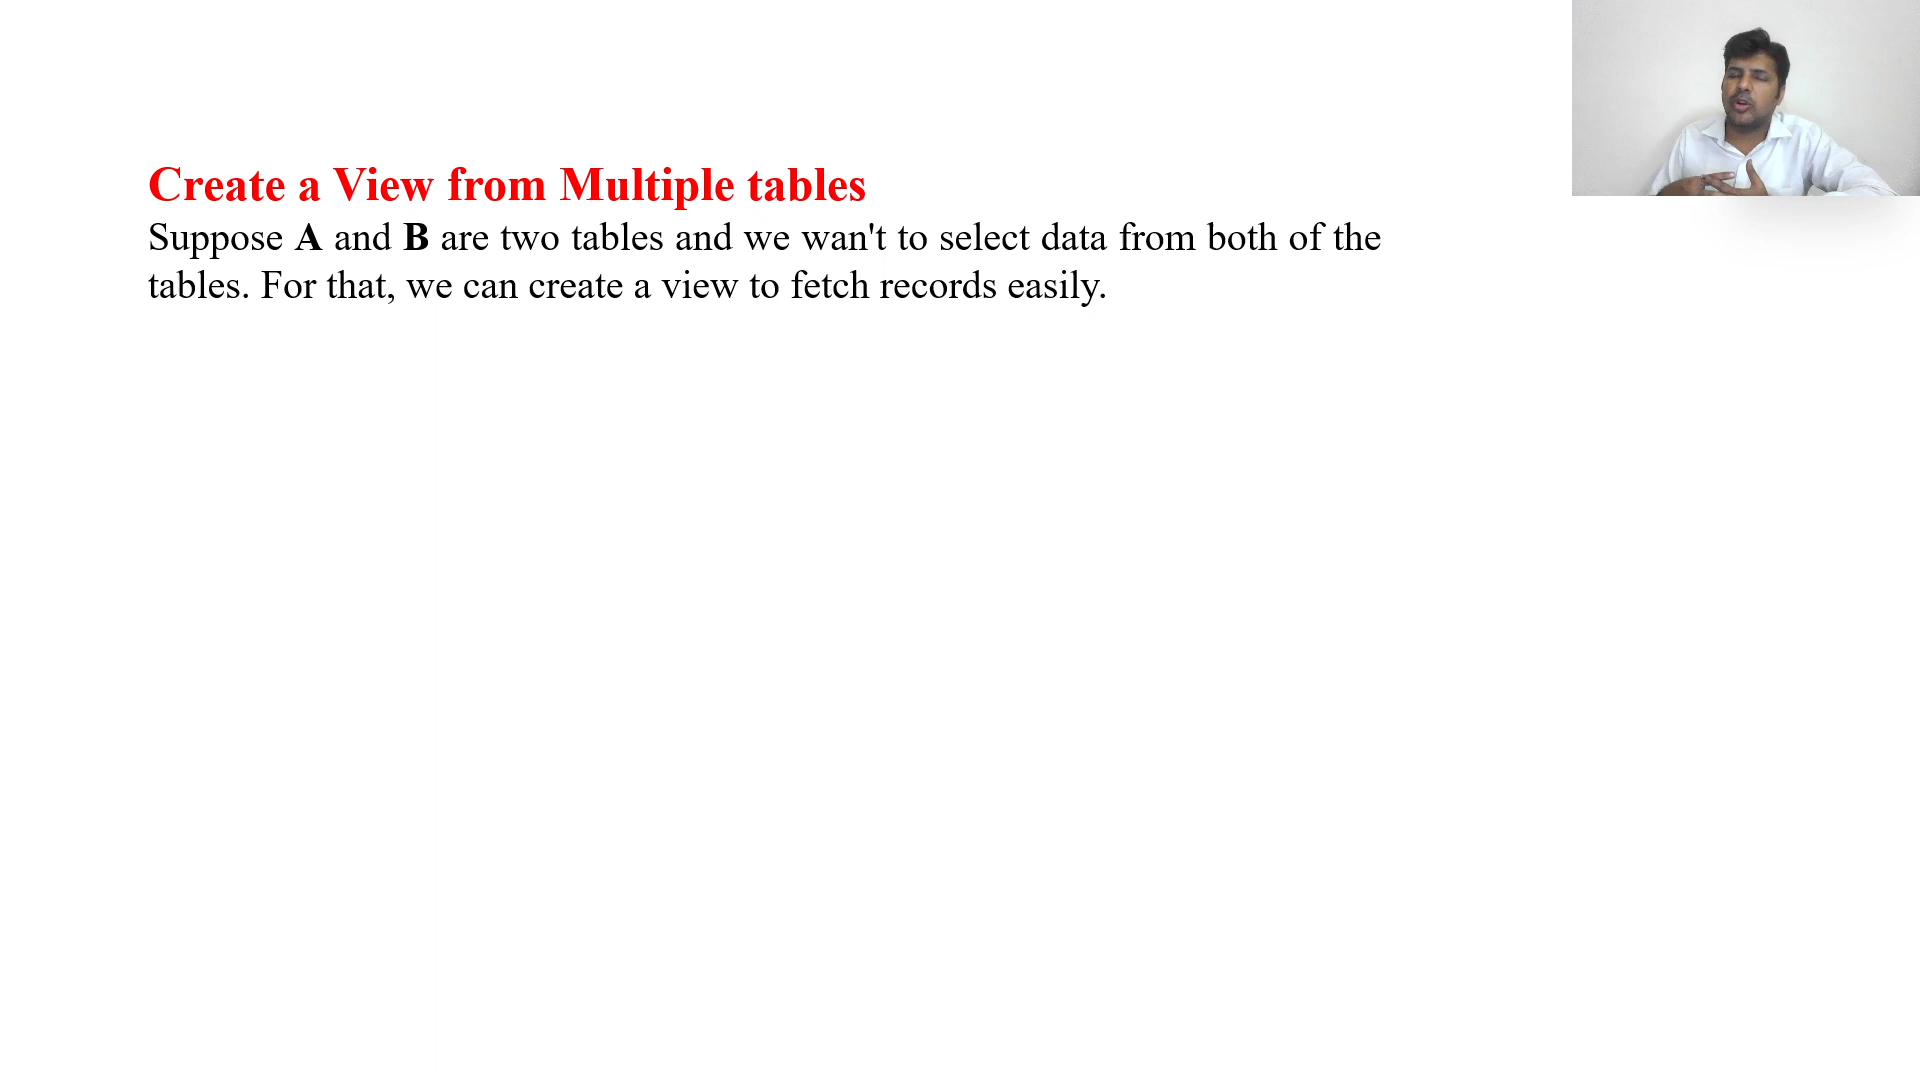 Create a View from Multiple tables
Suppose A and B are two tables and we wan't to select data from both of the
tables. For that, we can create a view to fetch records easily.